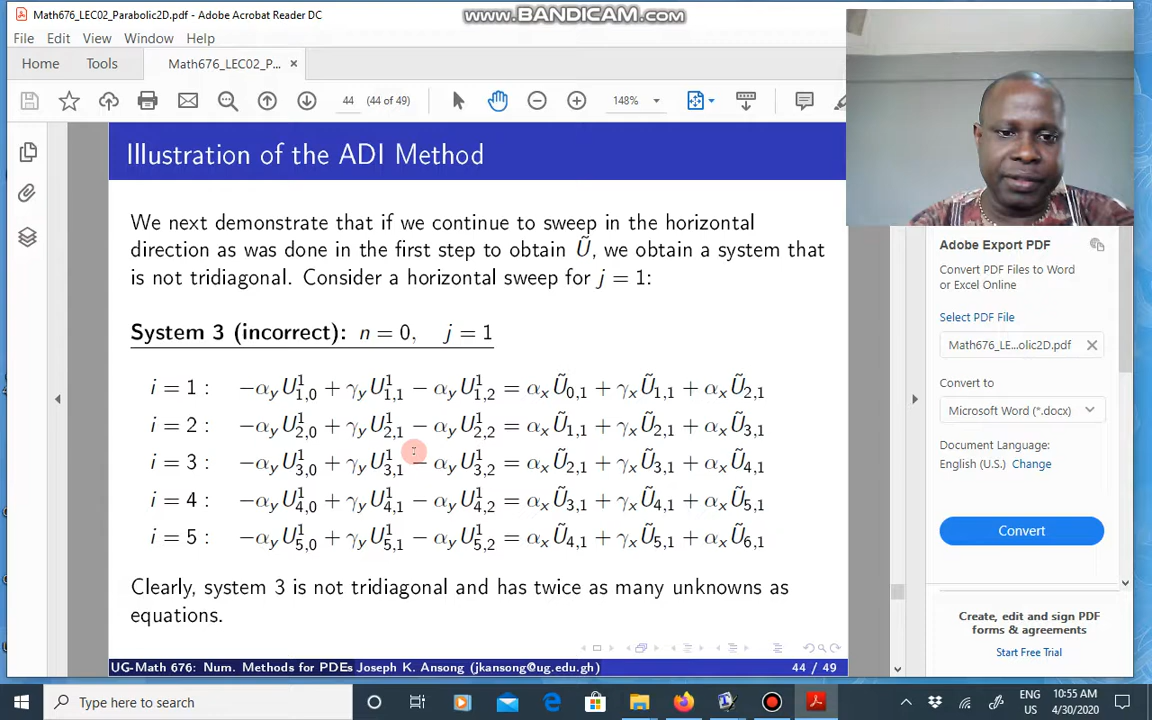 Math676_LEC02_Parabolic2D.pdf - Adobe Acrobat Reader DC
www.BANDICAM.com
File Edit View Window Help
Home Tools Math676_LEC02_P... ×
44 (44 of 49) 148%
Illustration of the ADI Method
We next demonstrate that if we continue to sweep in the horizontal
direction as was done in the first step to obtain Ũ, we obtain a system that
is not tridiagonal. Consider a horizontal sweep for j = 1:
System 3 (incorrect): n = 0, j = 1
i = 1 : −α_y U^1_{1,0} + γ_y U^1_{1,1} − α_y U^1_{1,2} = α_x Ũ_{0,1} + γ_x Ũ_{1,1} + α_x Ũ_{2,1}
i = 2 : −α_y U^1_{2,0} + γ_y U^1_{2,1} − α_y U^1_{2,2} = α_x Ũ_{1,1} + γ_x Ũ_{2,1} + α_x Ũ_{3,1}
i = 3 : −α_y U^1_{3,0} + γ_y U^1_{3,1} − α_y U^1_{3,2} = α_x Ũ_{2,1} + γ_x Ũ_{3,1} + α_x Ũ_{4,1}
i = 4 : −α_y U^1_{4,0} + γ_y U^1_{4,1} − α_y U^1_{4,2} = α_x Ũ_{3,1} + γ_x Ũ_{4,1} + α_x Ũ_{5,1}
i = 5 : −α_y U^1_{5,0} + γ_y U^1_{5,1} − α_y U^1_{5,2} = α_x Ũ_{4,1} + γ_x Ũ_{5,1} + α_x Ũ_{6,1}
Clearly, system 3 is not tridiagonal and has twice as many unknowns as
equations.
UG-Math 676: Num. Methods for PDEs Joseph K. Ansong (jkansong@ug.edu.gh) 44 / 49
Adobe Export PDF
Convert PDF Files to Word
or Excel Online
Select PDF File
Math676_LE...olic2D.pdf
Convert to
Microsoft Word (*.docx)
Document Language:
English (U.S.) Change
Convert
Create, edit and sign PDF
forms & agreements
Start Free Trial
Type here to search
ENG
US
10:55 AM
4/30/2020